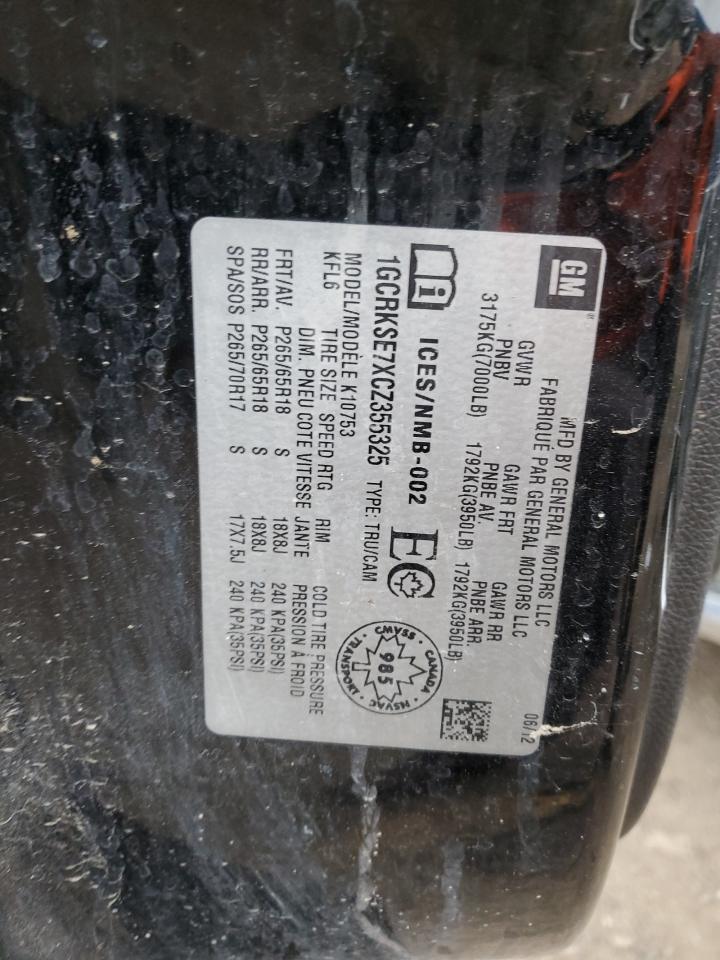 GM
MFD BY GENERAL MOTORS LLC
FABRIQUÉ PAR GENERAL MOTORS LLC
06/12
GVWR GAWR FRT GAWR RR
PNBV PNBE AV. PNBE ARR.
3175KG(7000LB) 1792KG(3950LB) 1792KG(3950LB)
i ICES/NMB-002 EC
CANADA · NSVAC · TRANSPORT · CMVSS ·
985
1GCRKSE7XCZ355325 TYPE: TRU/CAM
MODEL/MODÈLE K10753
KFL6 TIRE SIZE SPEED RTG RIM COLD TIRE PRESSURE
DIM. PNEU COTE VITESSE JANTE PRESSION À FROID
FRT/AV. P265/65R18 S 18X8J 240 KPA(35PSI)
RR/ARR. P265/65R18 S 18X8J 240 KPA(35PSI)
SPA/SOS P265/70R17 S 17X7.5J 240 KPA(35PSI)